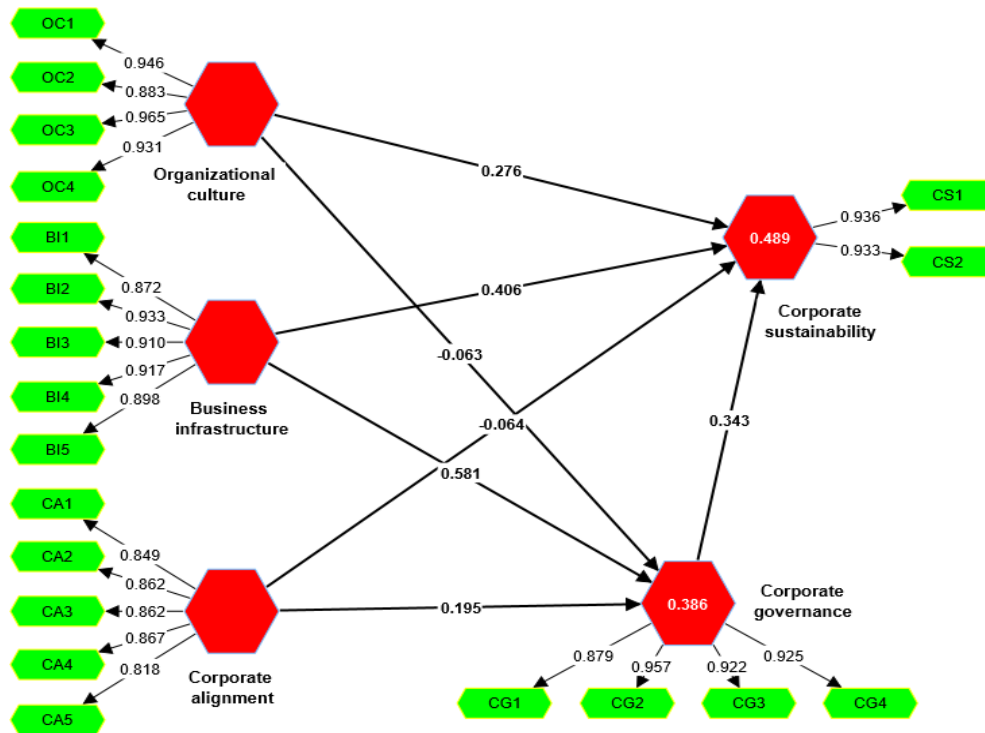 OC1
0.946
OC2
0.883
OC3
0.965
0.931
OC4
Organizational
culture
0.276
CS1
0.936
0.489
0.933
CS2
Corporate
sustainability
BI1
0.872
BI2
0.933
BI3
0.910
0.917
BI4
0.898
BI5
Business
infrastructure
0.406
-0.063
-0.064
0.343
0.581
CA1
0.849
CA2
0.862
CA3
0.862
0.867
CA4
0.818
CA5
Corporate
alignment
0.195
0.386
Corporate
governance
0.879
0.957
0.922
0.925
CG1
CG2
CG3
CG4